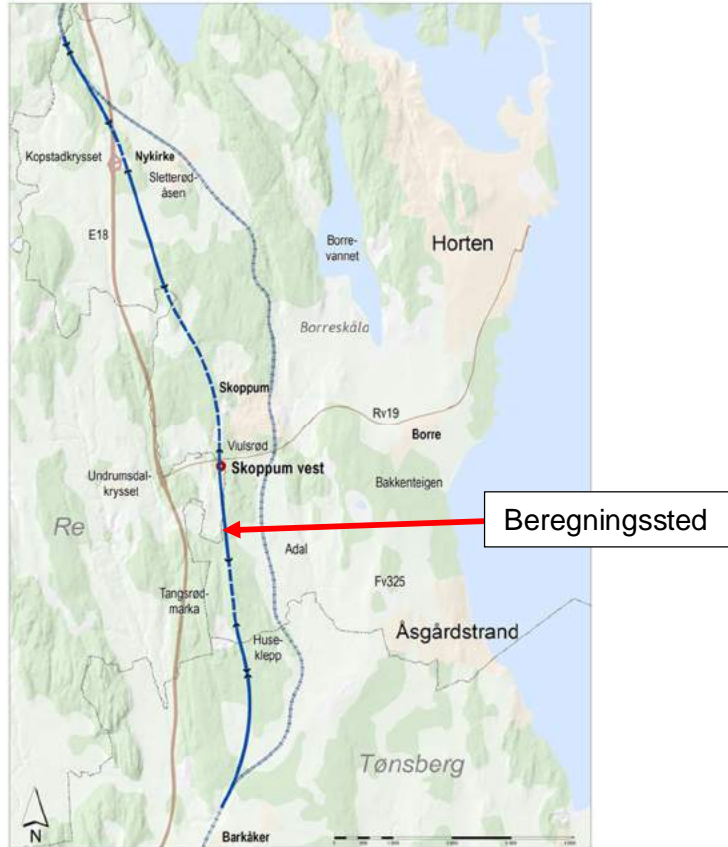 Kopstadkrysset
Nykirke
Sletterød-
åsen
E18
Borre-
vannet
Horten
Borreskåla
Skoppum
Rv19
Borre
Viulsrød
Skoppum vest
Undrumsdal-
krysset
Bakkenteigen
Beregningssted
Re
Adal
Tangsrød-
marka
Fv325
Åsgårdstrand
Huse-
klepp
Tønsberg
N
Barkåker